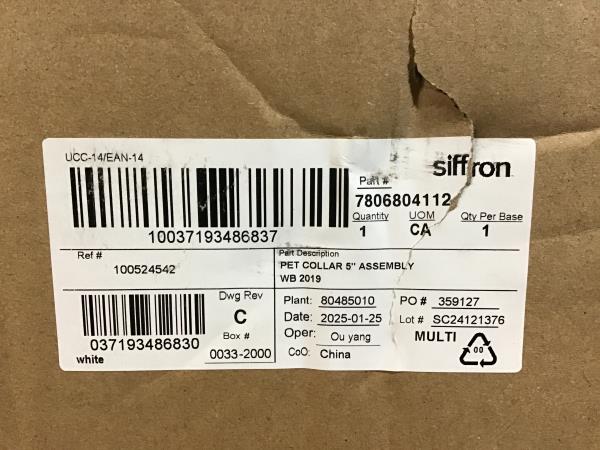 UCC-14/EAN-14
siffron
Part #
7806804112
Quantity UOM Qty Per Base
1 CA 1
10037193486837
Ref #
100524542
Part Description
PET COLLAR 5" ASSEMBLY
WB 2019
Dwg Rev
C
Box #
0033-2000
037193486830
white
Plant: 80485010 PO # 359127
Date: 2025-01-25 Lot # SC24121376
Oper: Ou yang MULTI
CoO: China
00